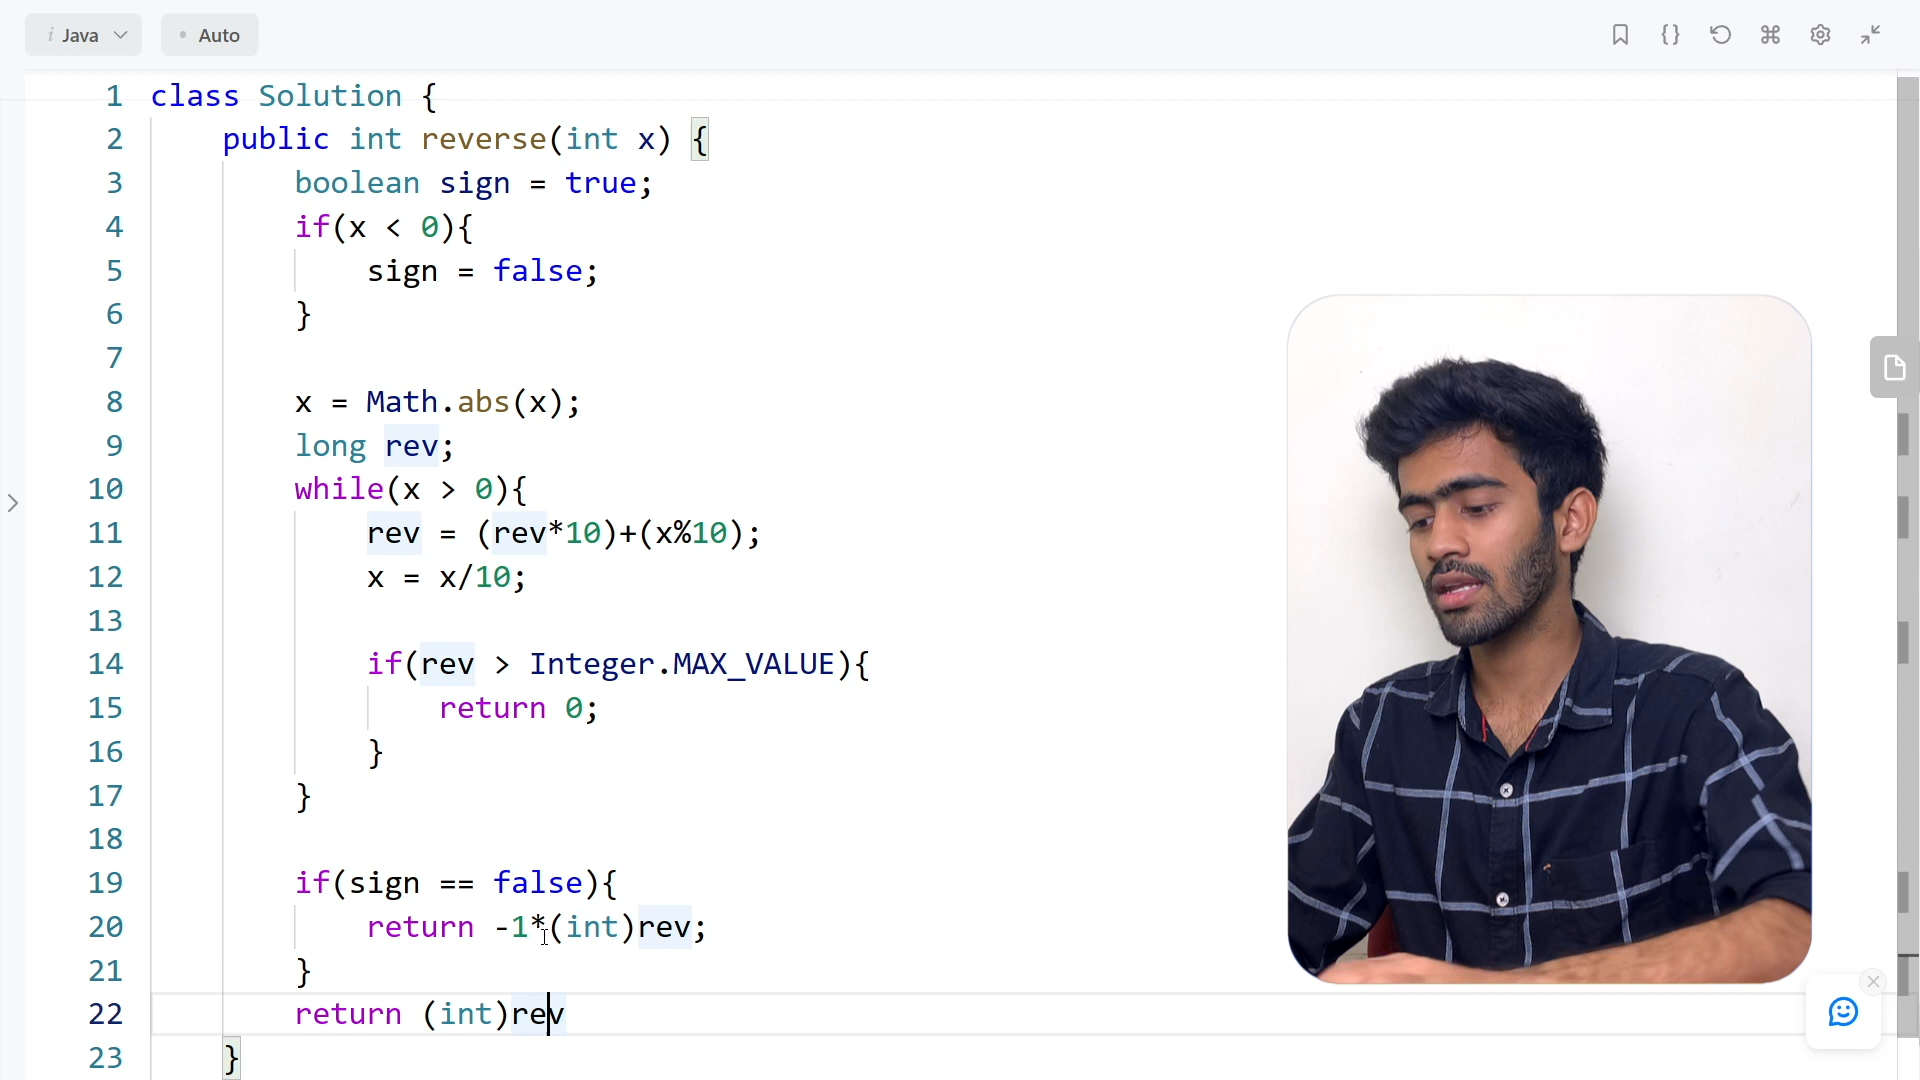 Java
Auto
1 class Solution {
2 public int reverse(int x) {
3 boolean sign = true;
4 if(x < 0){
5 sign = false;
6 }
7
8 x = Math.abs(x);
9 long rev;
10 while(x > 0){
11 rev = (rev*10)+(x%10);
12 x = x/10;
13
14 if(rev > Integer.MAX_VALUE){
15 return 0;
16 }
17 }
18
19 if(sign == false){
20 return -1*(int)rev;
21 }
22 return (int)rev
23 }